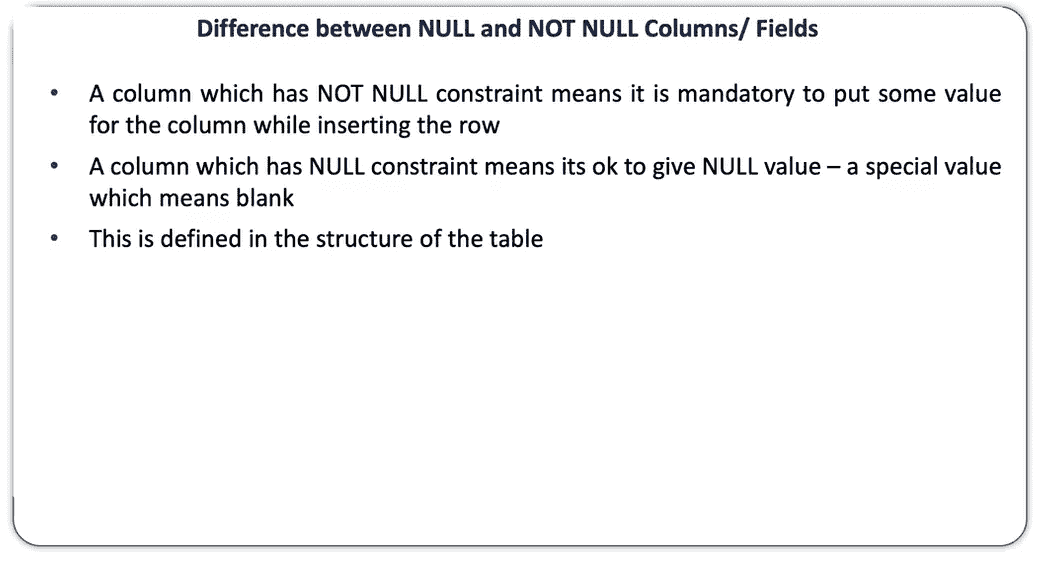 Difference between NULL and NOT NULL Columns/ Fields
• A column which has NOT NULL constraint means it is mandatory to put some value
for the column while inserting the row
• A column which has NULL constraint means its ok to give NULL value – a special value
which means blank
• This is defined in the structure of the table